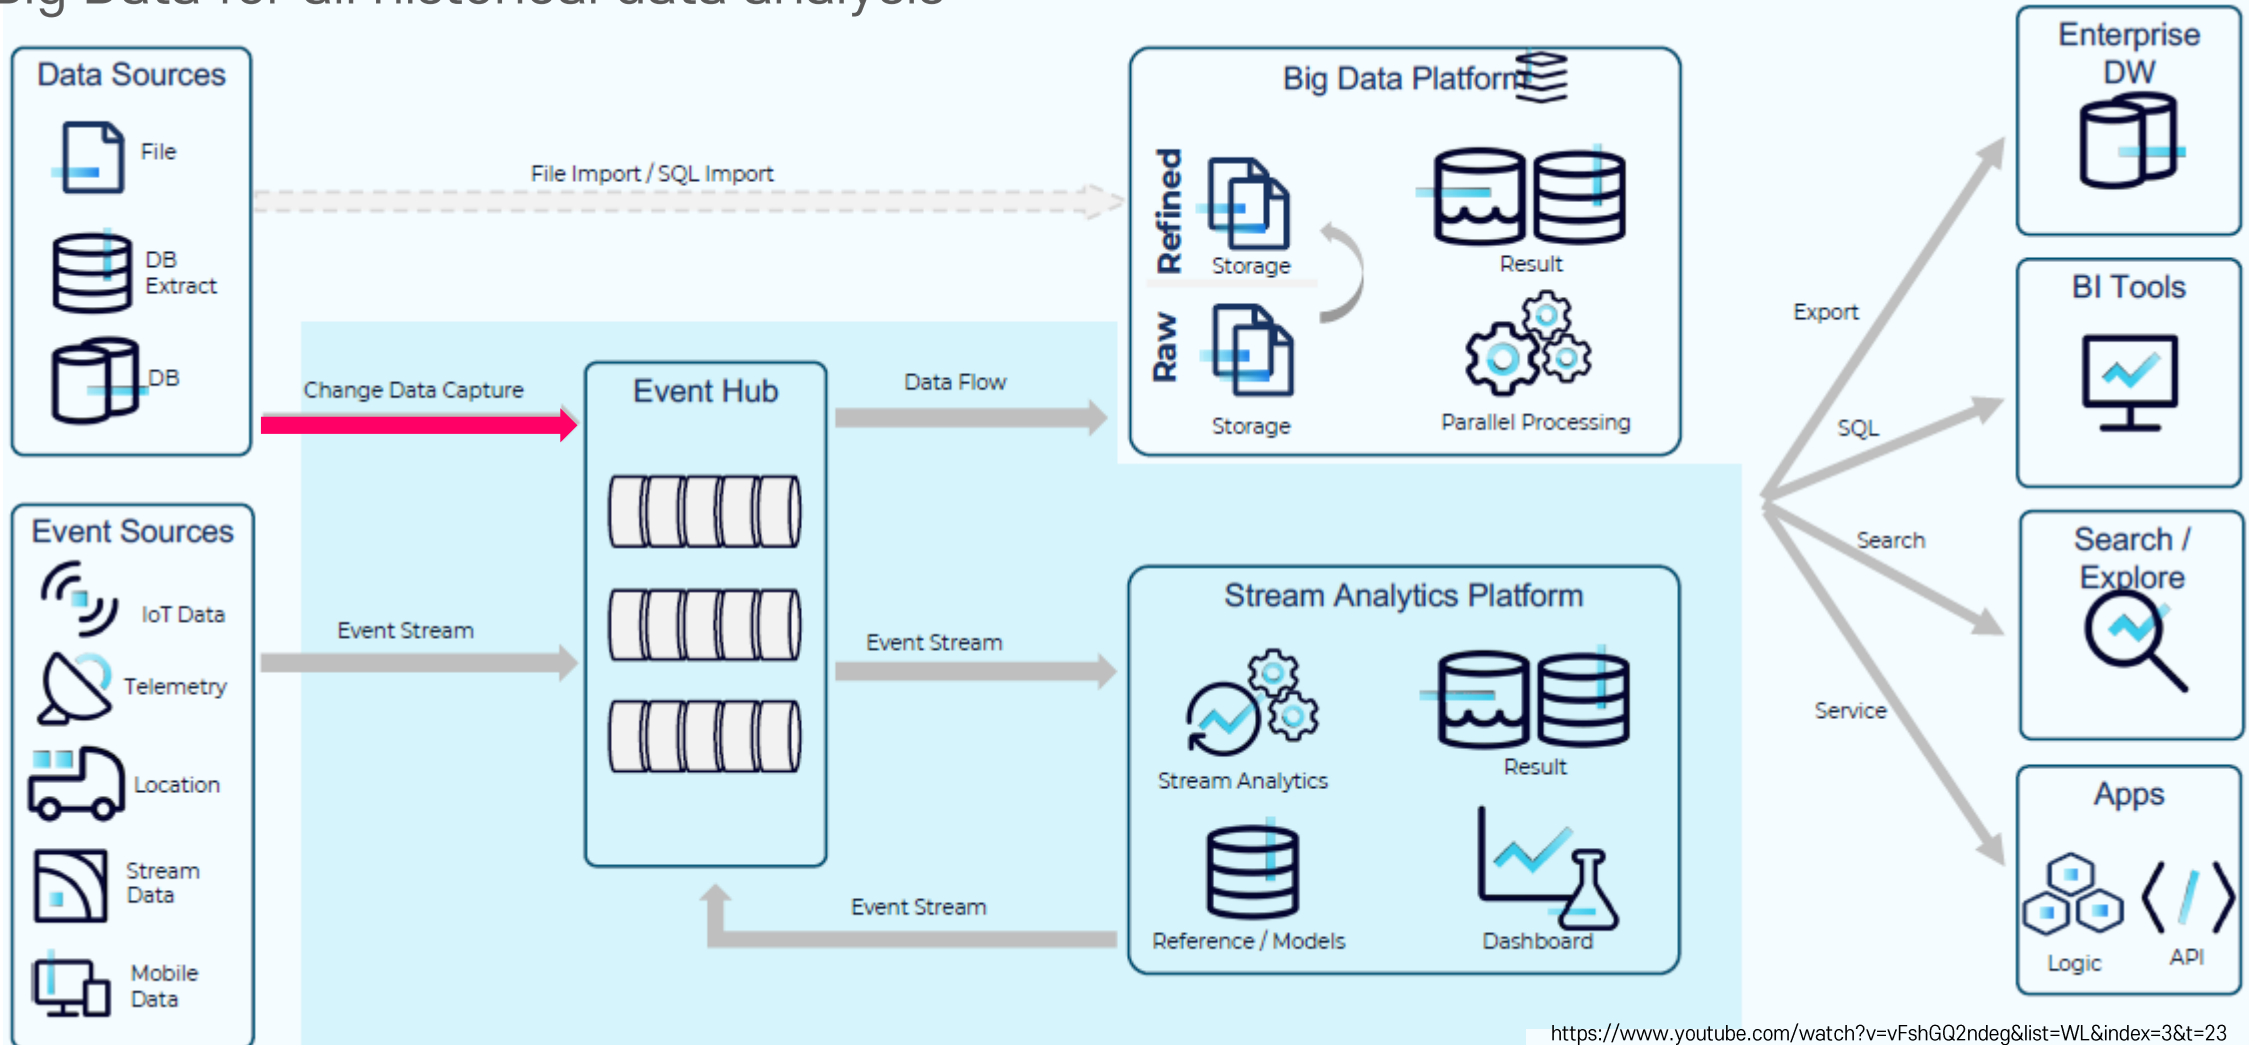 Big Data for all historical data analysis
Data Sources
File
DB
Extract
DB
File Import / SQL Import
Change Data Capture
Event Sources
IoT Data
Telemetry
Location
Stream
Data
Mobile
Data
Event Stream
Event Hub
Data Flow
Event Stream
Event Stream
Big Data Platform
Refined
Storage
Result
Raw
Storage
Parallel Processing
Stream Analytics Platform
Stream Analytics
Result
Reference / Models
Dashboard
Export
SQL
Search
Service
Enterprise
DW
BI Tools
Search /
Explore
Apps
Logic
API
https://www.youtube.com/watch?v=vFshGQ2ndeg&list=WL&index=3&t=23